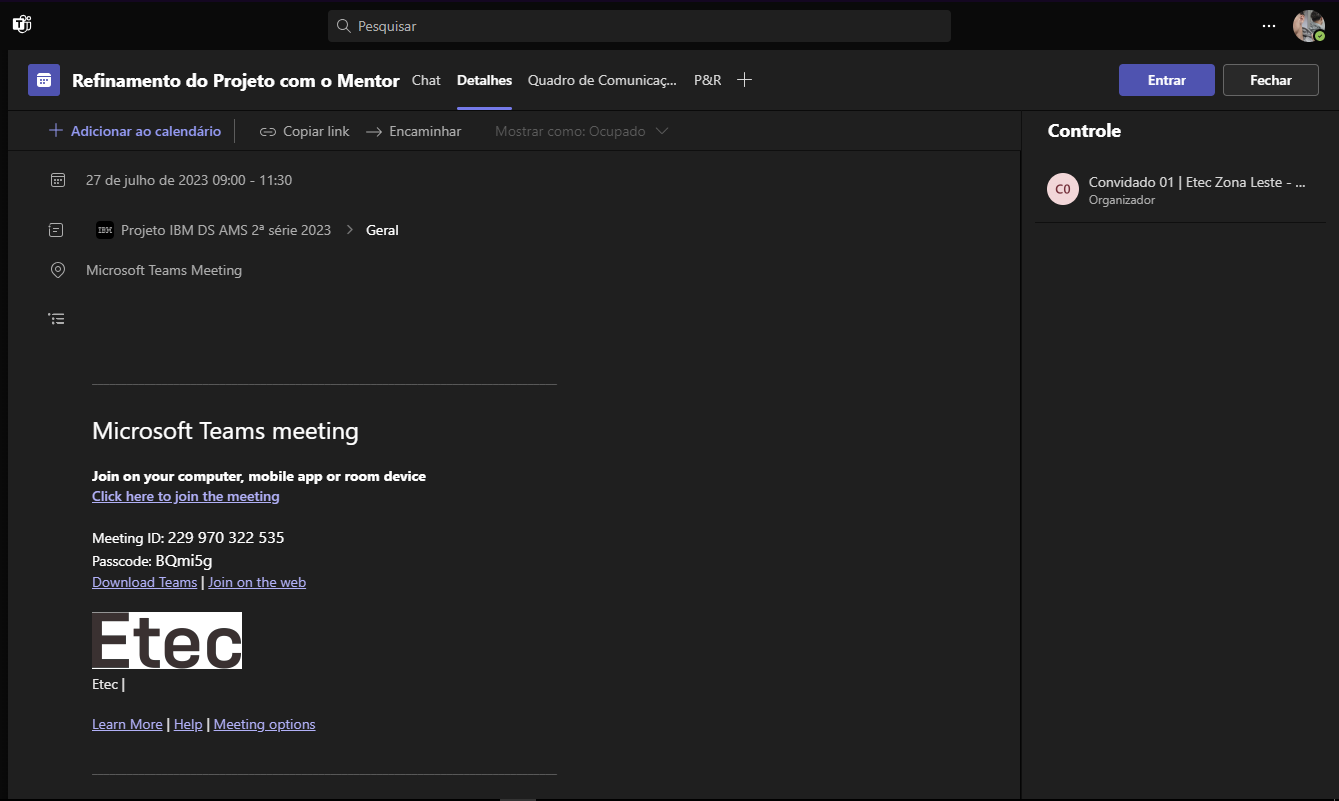 Pesquisar
Refinamento do Projeto com o Mentor Chat Detalhes Quadro de Comunicaç... P&R Entrar Fechar
Adicionar ao calendário Copiar link Encaminhar Mostrar como: Ocupado
Controle
27 de julho de 2023 09:00 - 11:30
C0 Convidado 01 | Etec Zona Leste - ...
Organizador
IBM Projeto IBM DS AMS 2ª série 2023 > Geral
Microsoft Teams Meeting
Microsoft Teams meeting
Join on your computer, mobile app or room device
Click here to join the meeting
Meeting ID: 229 970 322 535
Passcode: BQmi5g
Download Teams | Join on the web
Etec
Etec |
Learn More | Help | Meeting options